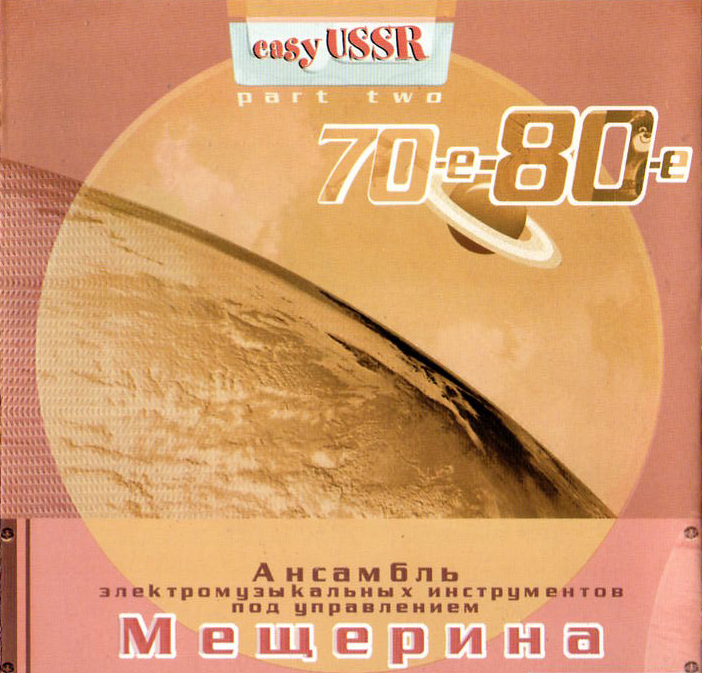 easy USSR
part two
70-е-80-е
Ансамбль
электромузыкальных инструментов
под управлением
Мещерина